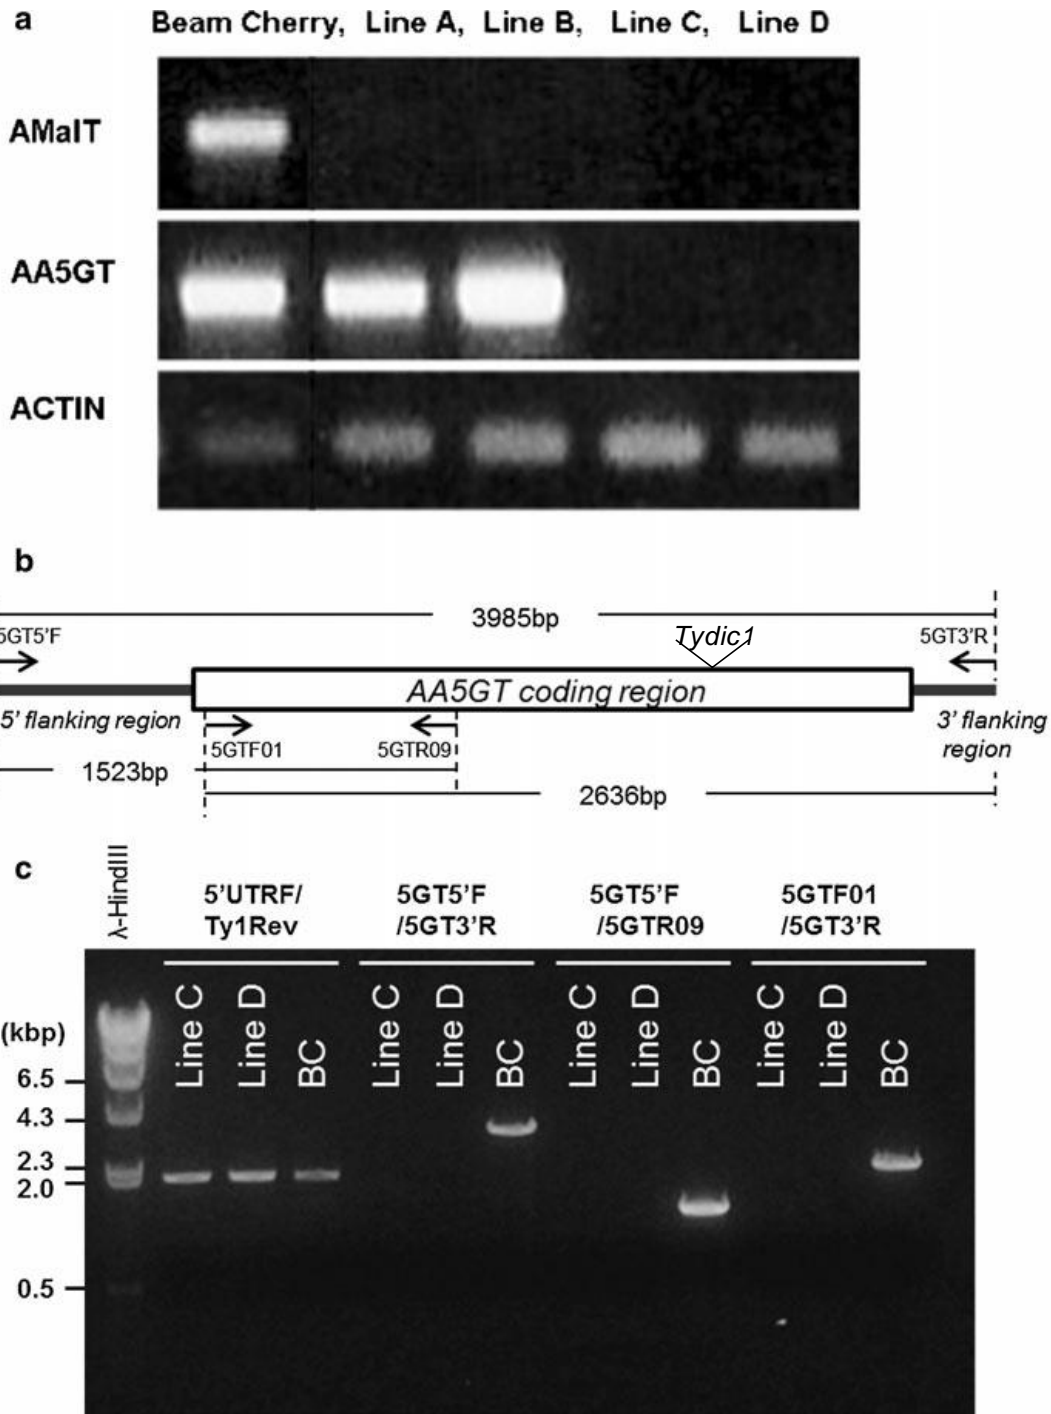 a
Beam Cherry, Line A, Line B, Line C, Line D
AMalT
AA5GT
ACTIN
b
3985bp
5GT5'F
Tydic1
5GT3'R
AA5GT coding region
5' flanking region
3' flanking
region
5GTF01
5GTR09
1523bp
2636bp
c
λ-HindIII
5'UTRF/
Ty1Rev
5GT5'F
/5GT3'R
5GT5'F
/5GTR09
5GTF01
/5GT3'R
Line C
Line D
BC
Line C
Line D
BC
Line C
Line D
BC
Line C
Line D
BC
(kbp)
6.5
4.3
2.3
2.0
0.5